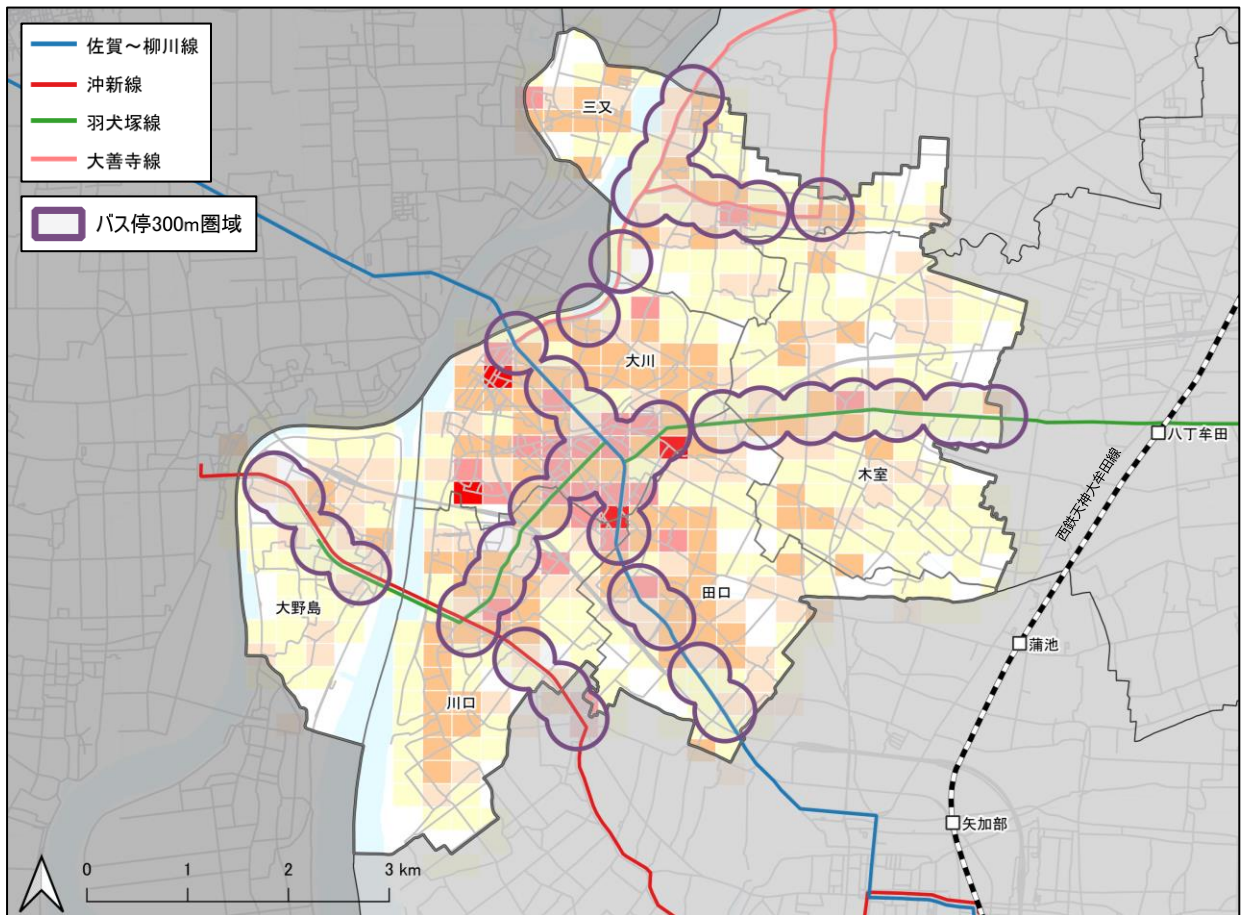 佐賀～柳川線
沖新線
羽犬塚線
大善寺線
バス停300m圏域
三又
大川
八丁牟田
木室
西鉄天神大牟田線
田口
大野島
蒲池
川口
矢加部
0 1 2 3 km